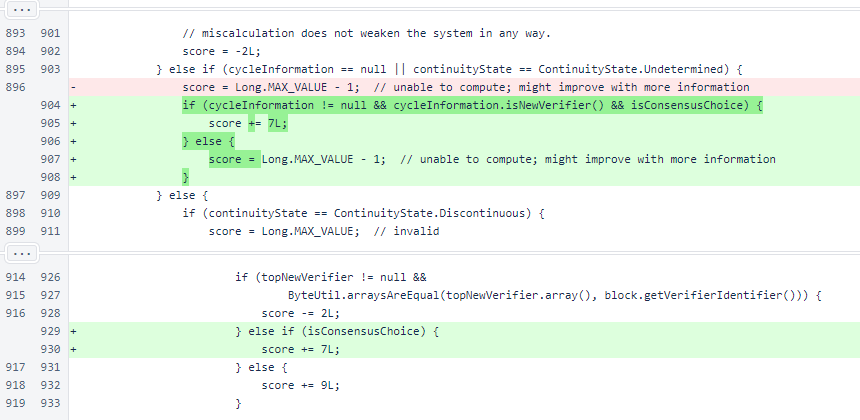 ...
893 901 // miscalculation does not weaken the system in any way.
894 902 score = -2L;
895 903 } else if (cycleInformation == null || continuityState == ContinuityState.Undetermined) {
896 - score = Long.MAX_VALUE - 1;  // unable to compute; might improve with more information
904 + if (cycleInformation != null && cycleInformation.isNewVerifier() && isConsensusChoice) {
905 + score += 7L;
906 + } else {
907 + score = Long.MAX_VALUE - 1;  // unable to compute; might improve with more information
908 + }
897 909 } else {
898 910 if (continuityState == ContinuityState.Discontinuous) {
899 911 score = Long.MAX_VALUE;  // invalid
...
914 926 if (topNewVerifier != null &&
915 927 ByteUtil.arraysAreEqual(topNewVerifier.array(), block.getVerifierIdentifier())) {
916 928 score -= 2L;
929 + } else if (isConsensusChoice) {
930 + score += 7L;
917 931 } else {
918 932 score += 9L;
919 933 }